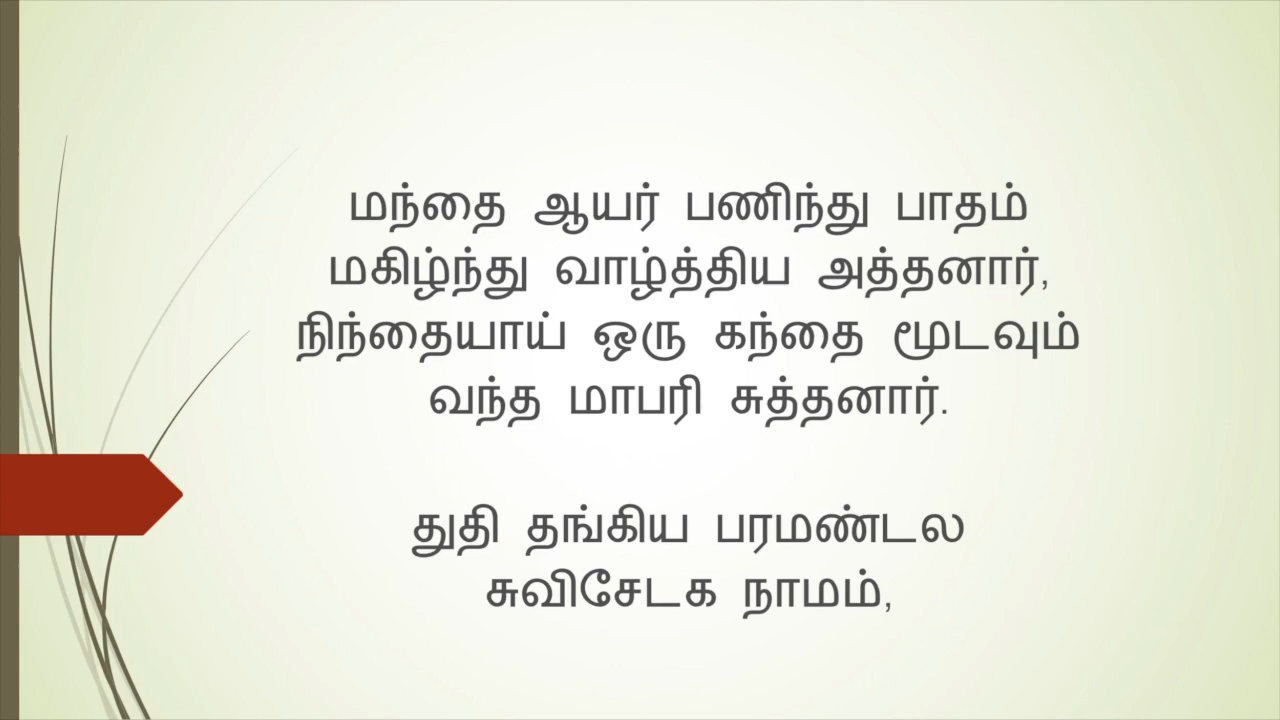 மந்தை ஆயர் பணிந்து பாதம்
மகிழ்ந்து வாழ்த்திய அத்தனார்,
நிந்தையாய் ஒரு கந்தை மூடவும்
வந்த மாபரி சுத்தனார்.
துதி தங்கிய பரமண்டல
சுவிசேடக நாமம்,